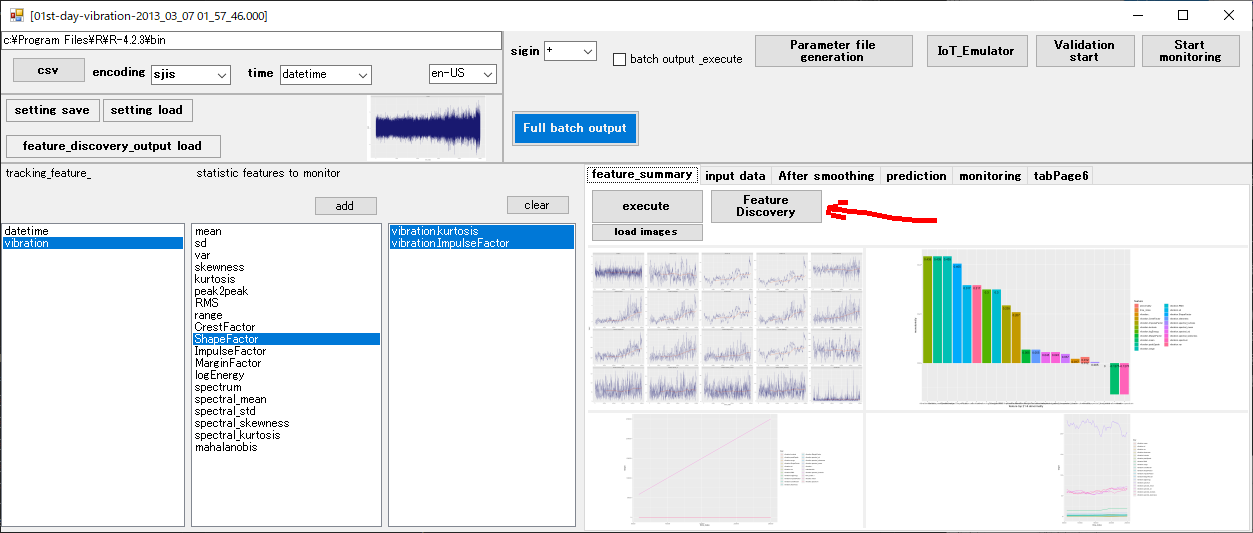 [01st-day-vibration-2013_03_07 01_57_46.000]
c:¥Program Files¥R¥R-4.2.3¥bin
csv
encoding
sjis
time
datetime
en-US
sigin
+
batch output _execute
Parameter file
generation
IoT_Emulator
Validation
start
Start
monitoring
setting save
setting load
feature_discovery_output load
Full batch output
tracking_feature_
statistic features to monitor
add
clear
datetime
vibration
mean
sd
var
skewness
kurtosis
peak2peak
RMS
range
CrestFactor
ShapeFactor
ImpulseFactor
MarginFactor
logEnergy
spectrum
spectral_mean
spectral_std
spectral_skewness
spectral_kurtosis
mahalanobis
vibration.kurtosis
vibration.ImpulseFactor
feature_summary
input data
After smoothing
prediction
monitoring
tabPage6
execute
Feature
Discovery
load images